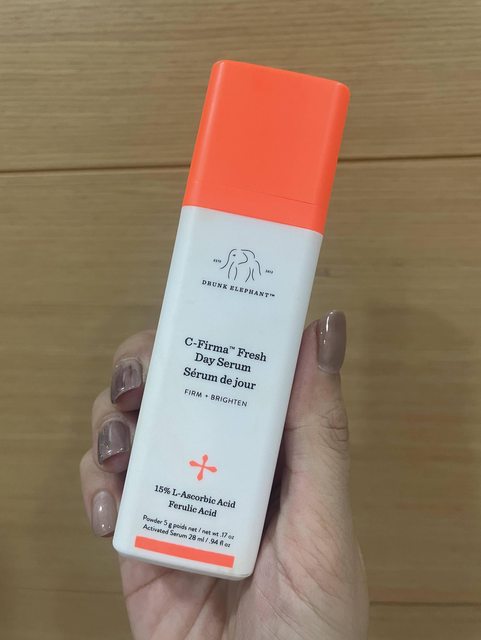 ESTD 2012
DRUNK ELEPHANT™
C-Firma™ Fresh
Day Serum
Sérum de jour
FIRM + BRIGHTEN
15% L-Ascorbic Acid
Ferulic Acid
Powder 5 g poids net / net wt .17 oz
Activated Serum 28 ml / .94 fl oz